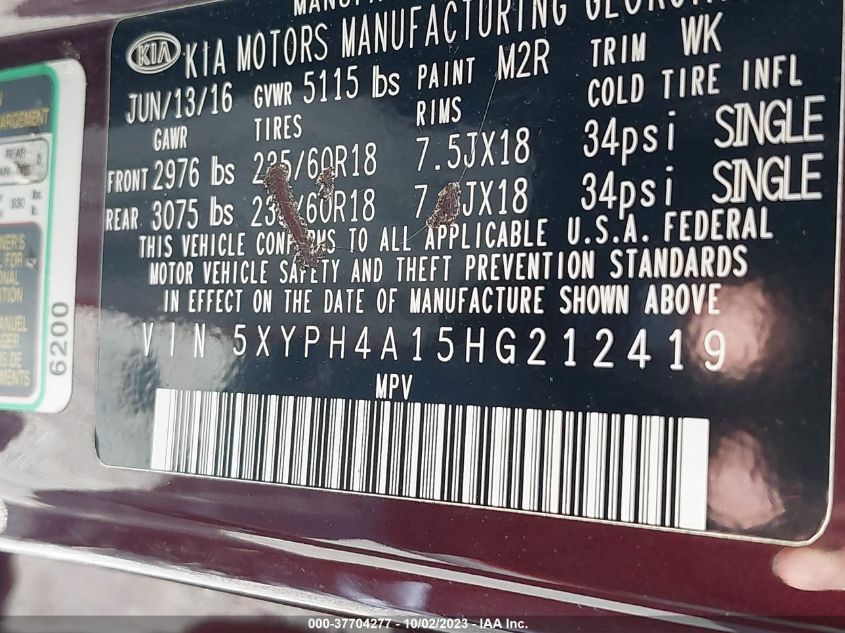 KIA KIA MOTORS MANUFACTURING
JUN/13/16 GVWR 5115 lbs PAINT M2R TRIM WK
GAWR TIRES RIMS COLD TIRE INFL
FRONT 2976 lbs 235/60R18 7.5JX18 34psi SINGLE
REAR 3075 lbs 60R18 JX18 34psi SINGLE
THIS VEHICLE TO ALL APPLICABLE U.S.A. FEDERAL
MOTOR VEHICLE SAFETY AND THEFT PREVENTION STANDARDS
IN EFFECT ON THE DATE OF MANUFACTURE SHOWN ABOVE
VIN 5XYPH4A15HG212419
MPV
REAR
6200
000-37704277 - 10/02/2023 - IAA Inc.